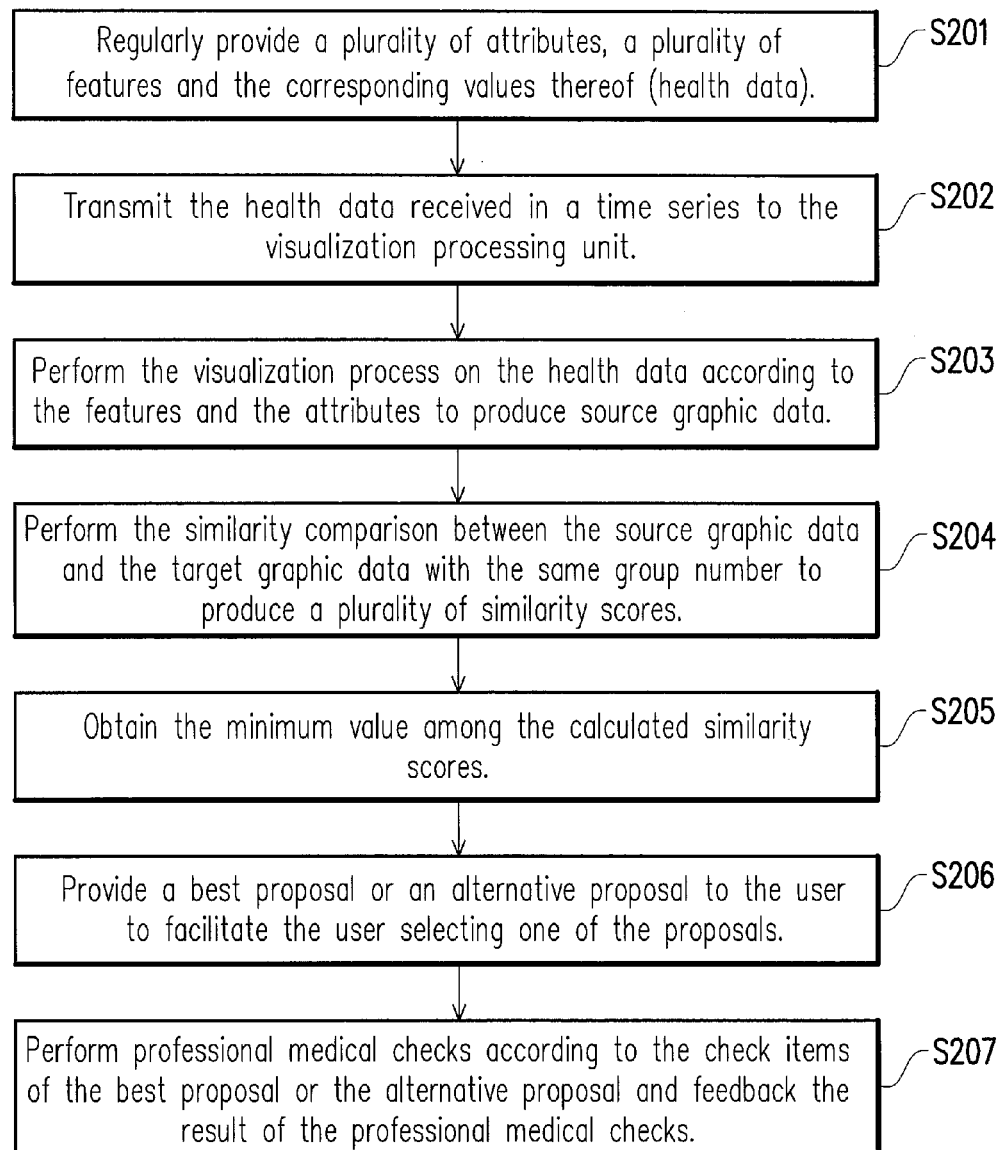 Regularly provide a plurality of attributes, a plurality of
features and the corresponding values thereof (health data).
S201
Transmit the health data received in a time series to the
visualization processing unit.
S202
Perform the visualization process on the health data according to
the features and the attributes to produce source graphic data.
S203
Perform the similarity comparison between the source graphic data
and the target graphic data with the same group number to
produce a plurality of similarity scores.
S204
Obtain the minimum value among the calculated similarity
scores.
S205
Provide a best proposal or an alternative proposal to the user
to facilitate the user selecting one of the proposals.
S206
Perform professional medical checks according to the check items
of the best proposal or the alternative proposal and feedback the
result of the professional medical checks.
S207